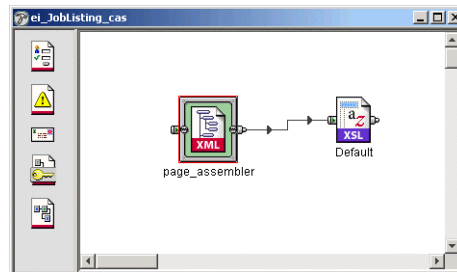 ei_JobListing_cas
a
z
XML
XSL
Default
page_assembler